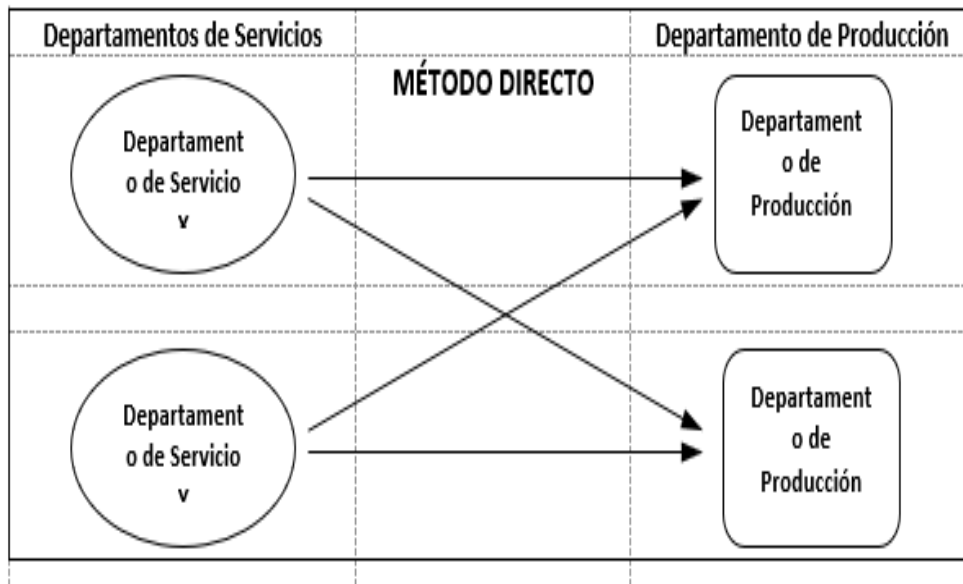 Departamentos de Servicios
Departamento de Producción
MÉTODO DIRECTO
Departament
o de Servicio
Departament
o de
Producción
Departament
o de Servicio
Departament
o de
Producción